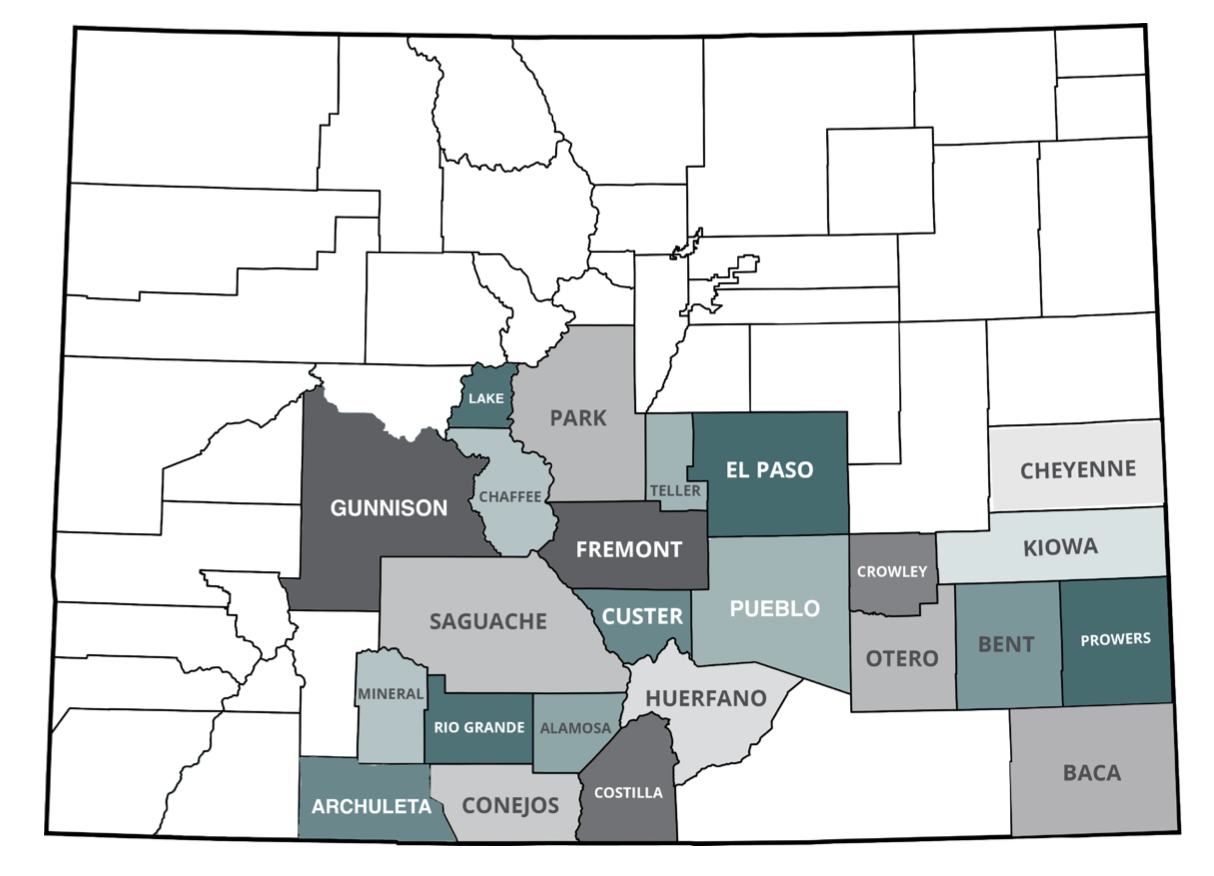 LAKE
PARK
EL PASO
CHEYENNE
TELLER
CHAFFEE
GUNNISON
FREMONT
KIOWA
CROWLEY
PUEBLO
CUSTER
SAGUACHE
PROWERS
BENT
OTERO
MINERAL
HUERFANO
RIO GRANDE
ALAMOSA
BACA
COSTILLA
ARCHULETA
CONEJOS